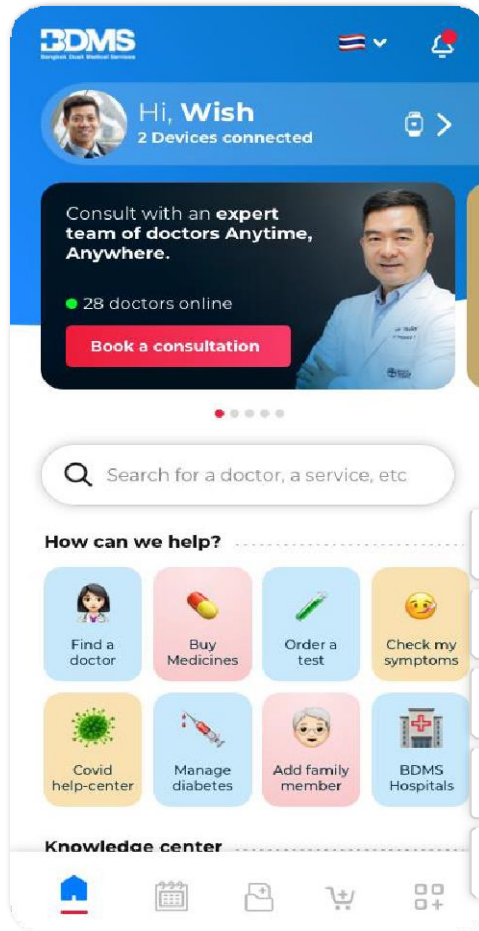 BDMS
Bangkok Dusit Medical Services
Hi, Wish
2 Devices connected
Consult with an expert
team of doctors Anytime,
Anywhere.
28 doctors online
Book a consultation
Search for a doctor, a service, etc
How can we help?
Find a
doctor
Buy
Medicines
Order a
test
Check my
symptoms
Covid
help-center
Manage
diabetes
Add family
member
BDMS
Hospitals
Knowledge center